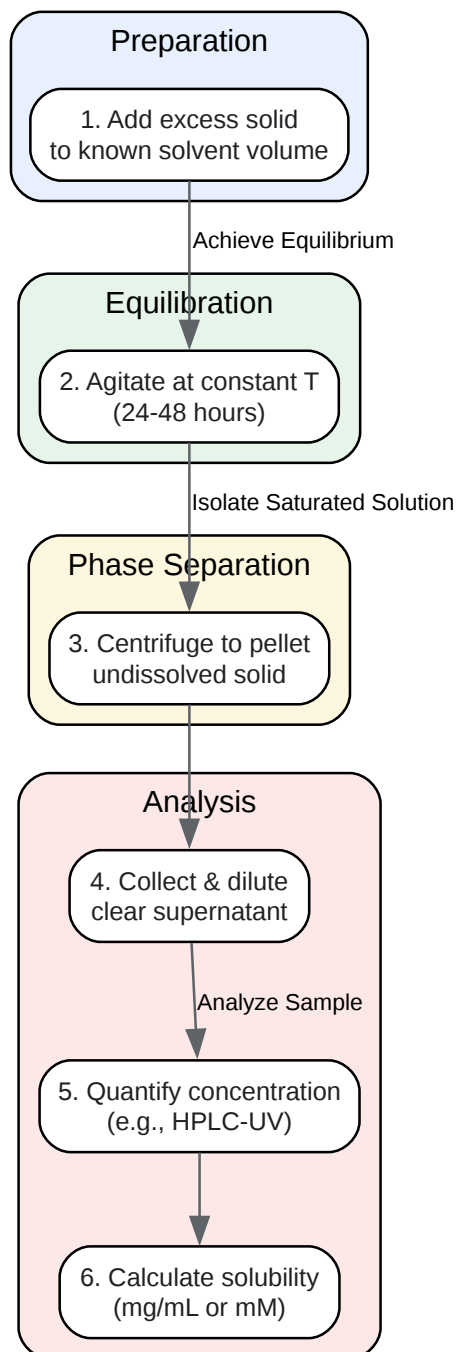 Preparation
1. Add excess solid
to known solvent volume
Achieve Equilibrium
Equilibration
2. Agitate at constant T
(24-48 hours)
Isolate Saturated Solution
Phase Separation
3. Centrifuge to pellet
undissolved solid
Analysis
4. Collect & dilute
clear supernatant
Analyze Sample
5. Quantify concentration
(e.g., HPLC-UV)
6. Calculate solubility
(mg/mL or mM)